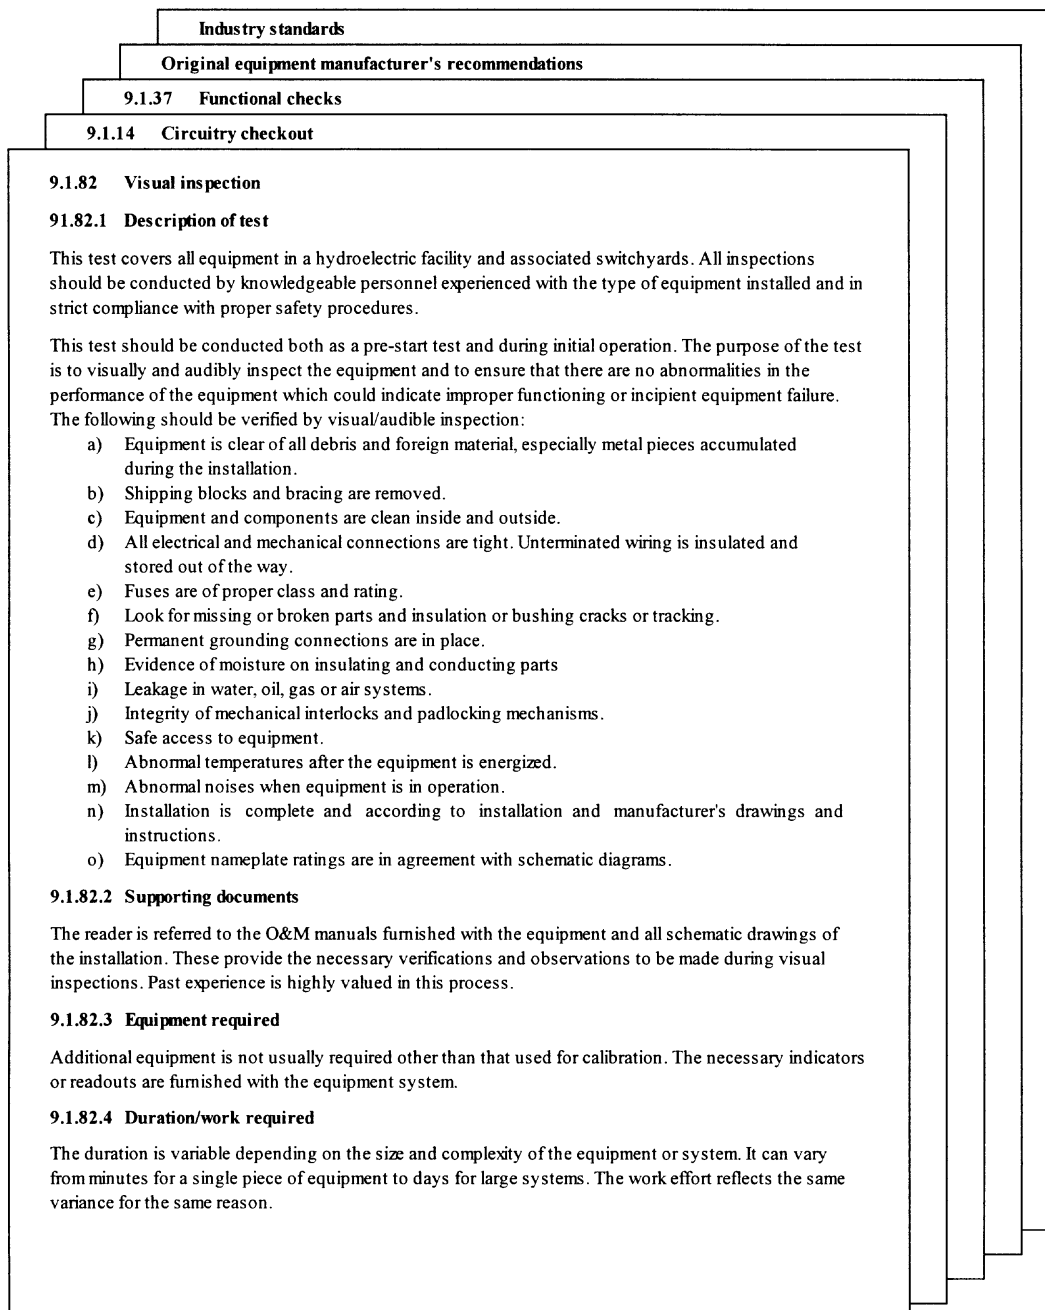 Industry standards
Original equipment manufacturer's recommendations
9.1.37 Functional checks
9.1.14 Circuitry checkout
9.1.82 Visual inspection
91.82.1 Description of test
This test covers all equipment in a hydroelectric facility and associated switchyards. All inspections
should be conducted by knowledgeable personnel experienced with the type of equipment installed and in
strict compliance with proper safety procedures.
This test should be conducted both as a pre-start test and during initial operation. The purpose of the test
is to visually and audibly inspect the equipment and to ensure that there are no abnormalities in the
performance of the equipment which could indicate improper functioning or incipient equipment failure.
The following should be verified by visual/audible inspection:
a) Equipment is clear of all debris and foreign material, especially metal pieces accumulated
during the installation.
b) Shipping blocks and bracing are removed.
c) Equipment and components are clean inside and outside.
d) All electrical and mechanical connections are tight. Unterminated wiring is insulated and
stored out of the way.
e) Fuses are of proper class and rating.
f) Look for missing or broken parts and insulation or bushing cracks or tracking.
g) Permanent grounding connections are in place.
h) Evidence of moisture on insulating and conducting parts
i) Leakage in water, oil, gas or air systems.
j) Integrity of mechanical interlocks and padlocking mechanisms.
k) Safe access to equipment.
l) Abnormal temperatures after the equipment is energized.
m) Abnormal noises when equipment is in operation.
n) Installation is complete and according to installation and manufacturer's drawings and
instructions.
o) Equipment nameplate ratings are in agreement with schematic diagrams.
9.1.82.2 Supporting documents
The reader is referred to the O&M manuals furnished with the equipment and all schematic drawings of
the installation. These provide the necessary verifications and observations to be made during visual
inspections. Past experience is highly valued in this process.
9.1.82.3 Equipment required
Additional equipment is not usually required other than that used for calibration. The necessary indicators
or readouts are furnished with the equipment system.
9.1.82.4 Duration/work required
The duration is variable depending on the size and complexity of the equipment or system. It can vary
from minutes for a single piece of equipment to days for large systems. The work effort reflects the same
variance for the same reason.